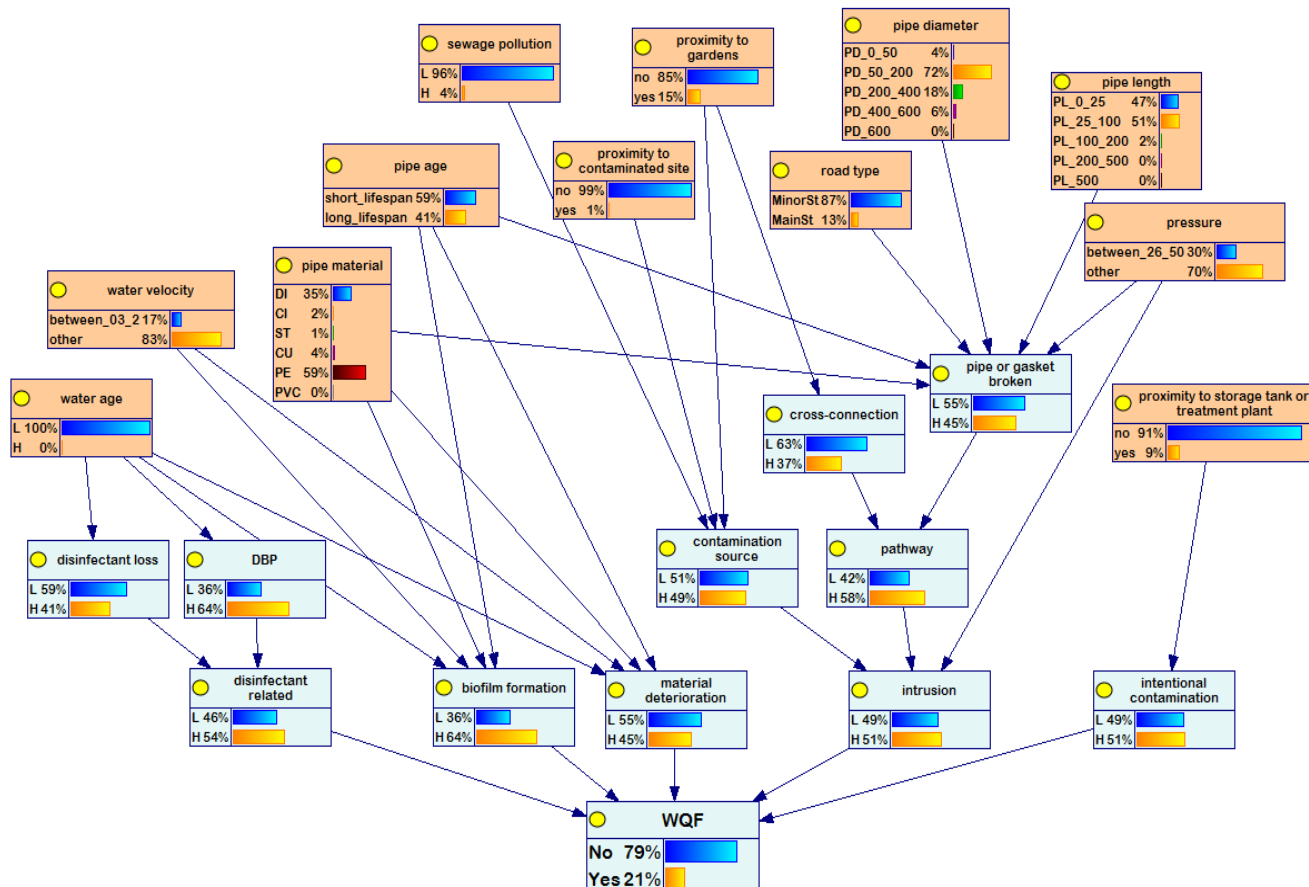 sewage pollution
L 96%
H 4%
proximity to
gardens
no 85%
yes 15%
pipe diameter
PD_0_50 4%
PD_50_200 72%
PD_200_400 18%
PD_400_600 6%
PD_600 0%
pipe length
PL_0_25 47%
PL_25_100 51%
PL_100_200 2%
PL_200_500 0%
PL_500 0%
pipe age
short_lifespan 59%
long_lifespan 41%
proximity to
contaminated site
no 99%
yes 1%
road type
MinorSt 87%
MainSt 13%
pressure
between_26_50 30%
other 70%
water velocity
between_03_2 17%
other 83%
pipe material
DI 35%
CI 2%
ST 1%
CU 4%
PE 59%
PVC 0%
water age
L 100%
H 0%
cross-connection
L 63%
H 37%
pipe or gasket
broken
L 55%
H 45%
proximity to storage tank or
treatment plant
no 91%
yes 9%
disinfectant loss
L 59%
H 41%
DBP
L 36%
H 64%
contamination
source
L 51%
H 49%
pathway
L 42%
H 58%
disinfectant
related
L 46%
H 54%
biofilm formation
L 36%
H 64%
material
deterioration
L 55%
H 45%
intrusion
L 49%
H 51%
intentional
contamination
L 49%
H 51%
WQF
No 79%
Yes 21%